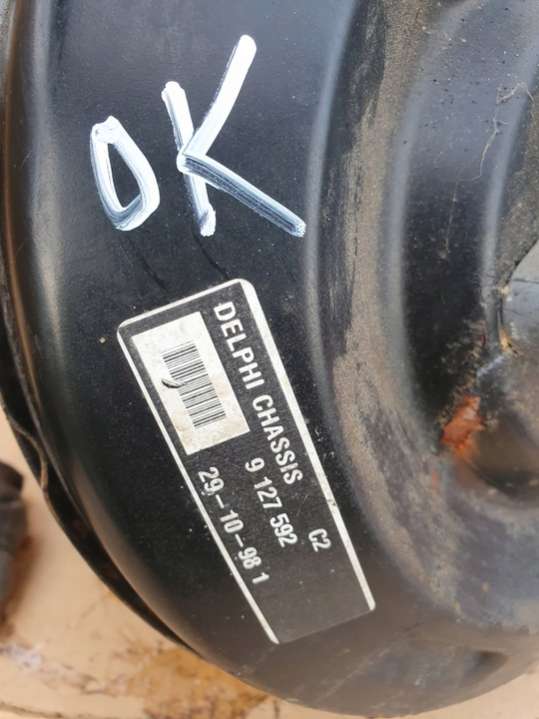 OK
DELPHI CHASSIS C2
9 127 592
29-10-98 1